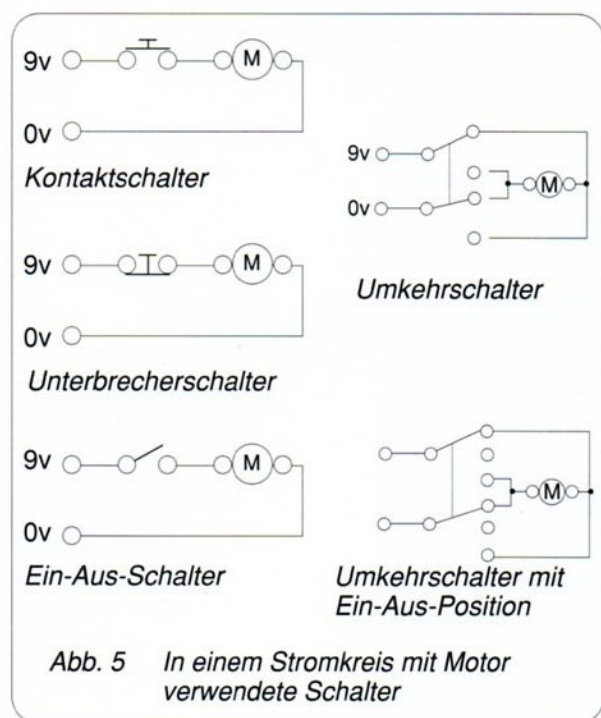 9v
M
0v
Kontaktschalter
9v
M
0v
Unterbrecherschalter
9v
M
0v
Ein-Aus-Schalter
9v
0v
M
Umkehrschalter
M
Umkehrschalter mit
Ein-Aus-Position
Abb. 5 In einem Stromkreis mit Motor
verwendete Schalter